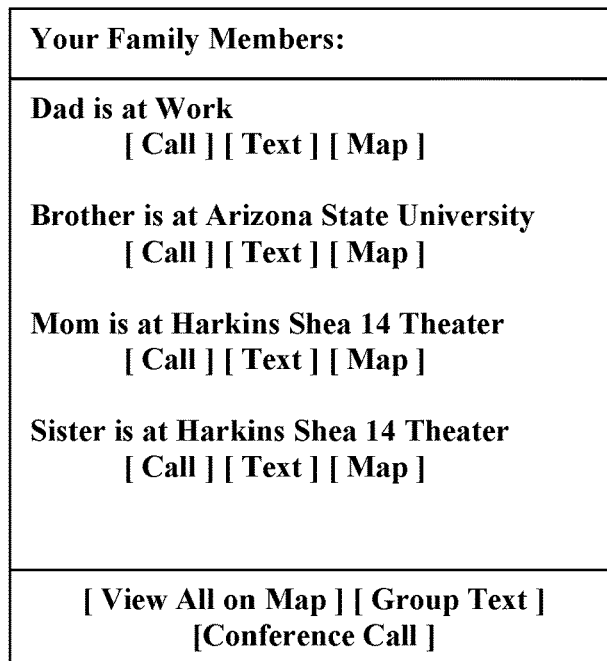 Your Family Members:
Dad is at Work
[ Call ] [ Text ] [ Map ]
Brother is at Arizona State University
[ Call ] [ Text ] [ Map ]
Mom is at Harkins Shea 14 Theater
[ Call ] [ Text ] [ Map ]
Sister is at Harkins Shea 14 Theater
[ Call ] [ Text ] [ Map ]
[ View All on Map ] [ Group Text ]
[Conference Call ]